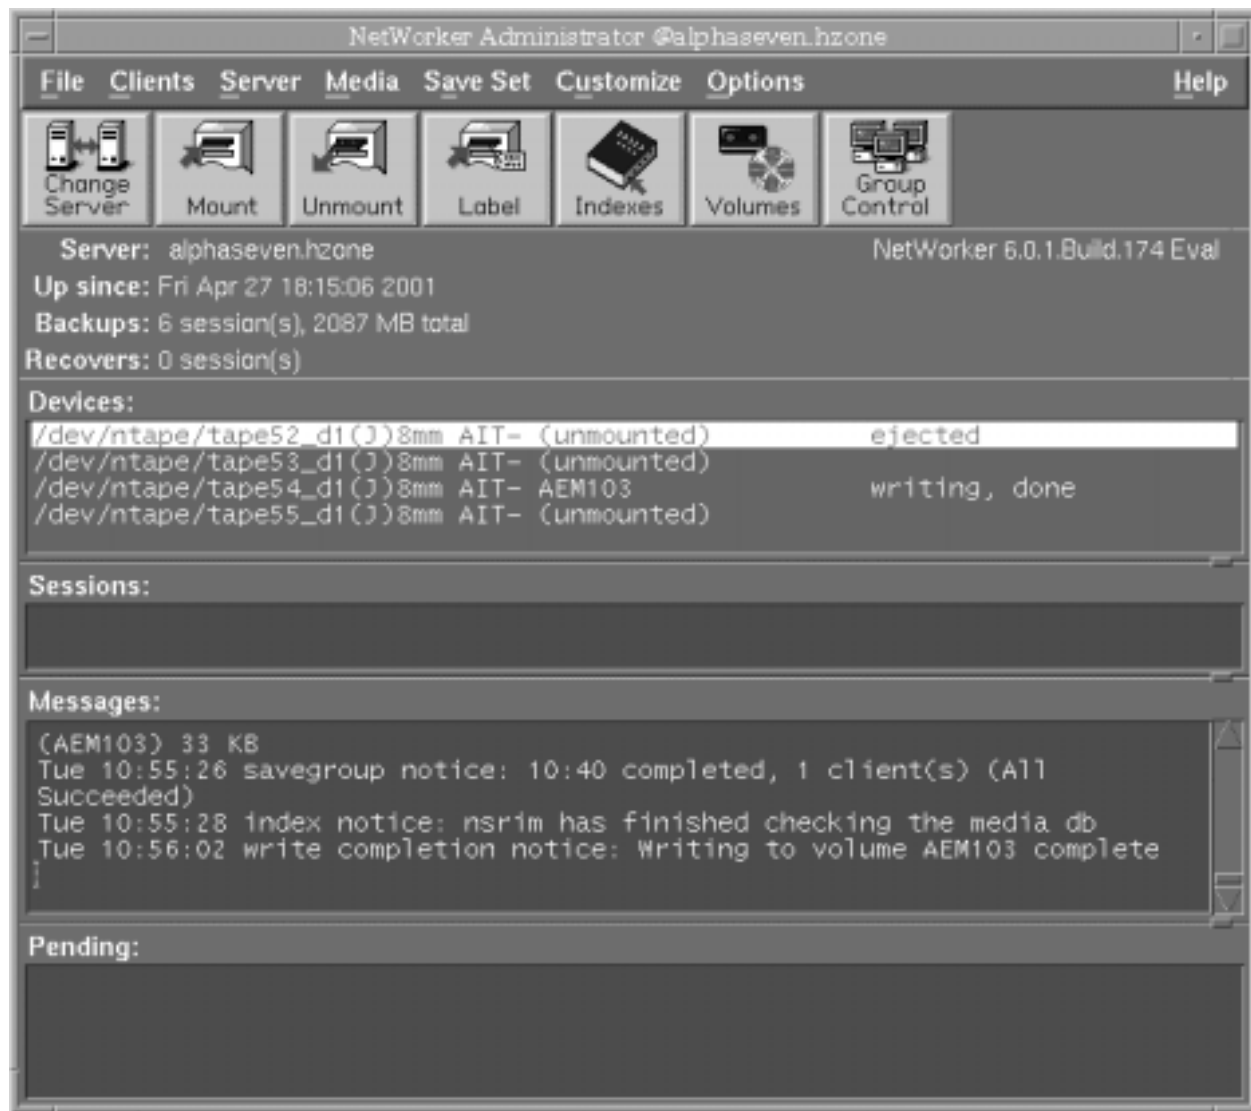 NetWorker Administrator @alphaseven.hzone
File Clients Server Media Save Set Customize Options Help
Change Server
Mount
Unmount
Label
Indexes
Volumes
Group Control
Server: alphaseven.hzone NetWorker 6.0.1.Build.174 Eval
Up since: Fri Apr 27 18:15:06 2001
Backups: 6 session(s), 2087 MB total
Recovers: 0 session(s)
Devices:
/dev/ntape/tape52_d1(J)8mm AIT- (unmounted) ejected
/dev/ntape/tape53_d1(J)8mm AIT- (unmounted)
/dev/ntape/tape54_d1(J)8mm AIT- AEM103 writing, done
/dev/ntape/tape55_d1(J)8mm AIT- (unmounted)
Sessions:
Messages:
(AEM103) 33 KB
Tue 10:55:26 savegroup notice: 10:40 completed, 1 client(s) (All
Succeeded)
Tue 10:55:28 index notice: nsrim has finished checking the media db
Tue 10:56:02 write completion notice: Writing to volume AEM103 complete
Pending: